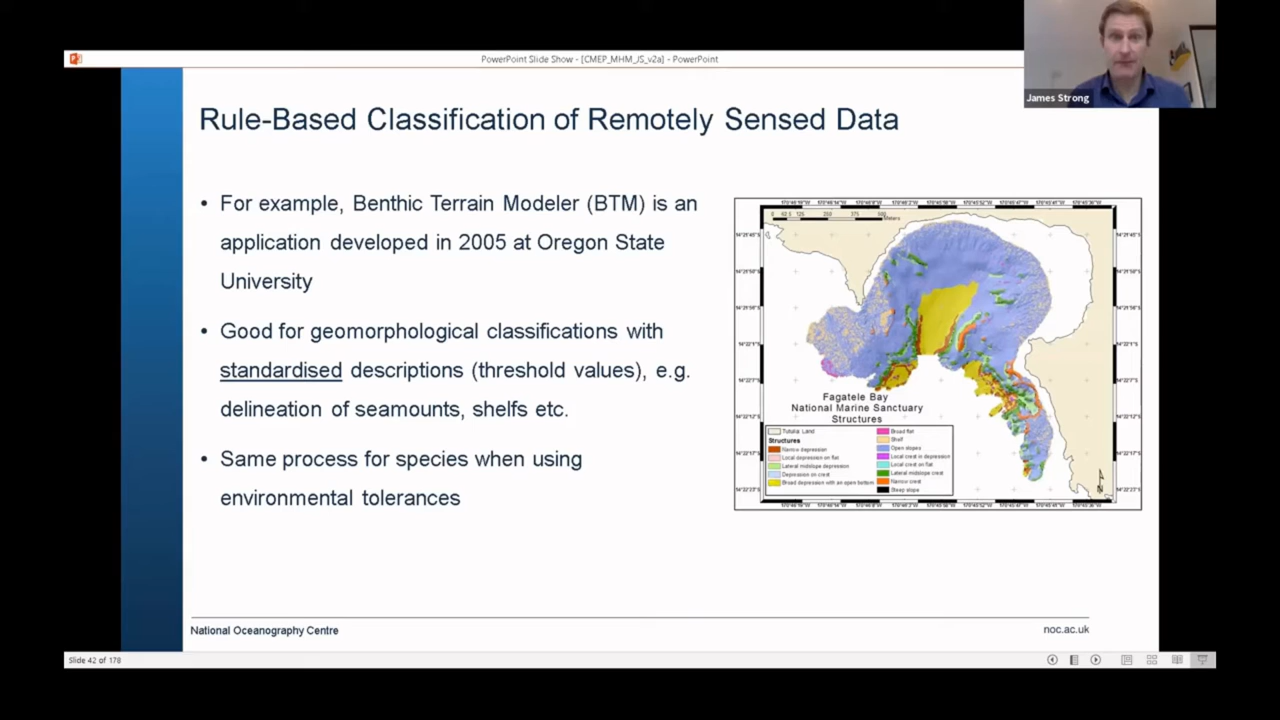 PowerPoint Slide Show - [CMEP_MHM_JS_v2a] - PowerPoint
James Strong
Rule-Based Classification of Remotely Sensed Data
• For example, Benthic Terrain Modeler (BTM) is an
application developed in 2005 at Oregon State
University
• Good for geomorphological classifications with
standardised descriptions (threshold values), e.g.
delineation of seamounts, shelfs etc.
• Same process for species when using
environmental tolerances
Fagatele Bay
National Marine Sanctuary
Structures
Tutuila Land
Structures
Narrow depression
Local depression on flat
Lateral midslope depression
Depression on crest
Broad depression with an open bottom
Broad flat
Shelf
Open slopes
Local crest in depression
Local crest on flat
Lateral midslope crest
Narrow crest
Steep slope
N
National Oceanography Centre
noc.ac.uk
Slide 42 of 178